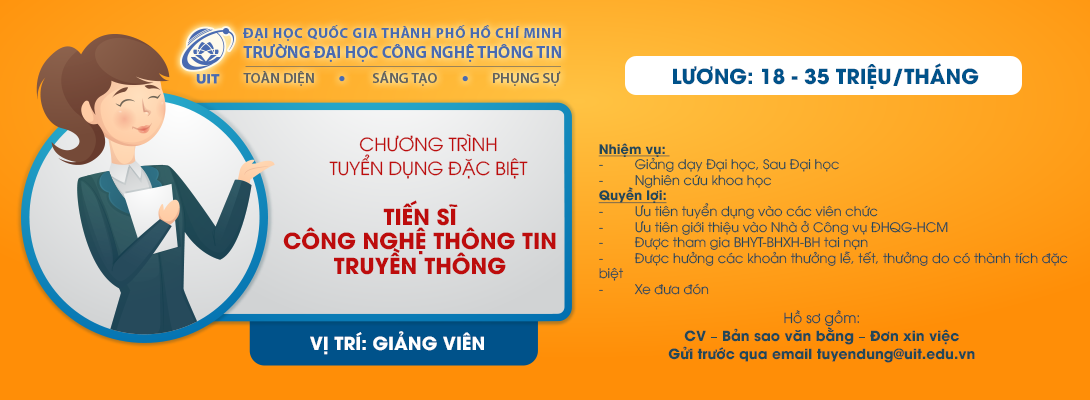 ĐẠI HỌC QUỐC GIA THÀNH PHỐ HỒ CHÍ MINH
TRƯỜNG ĐẠI HỌC CÔNG NGHỆ THÔNG TIN
UIT
TOÀN DIỆN • SÁNG TẠO • PHỤNG SỰ
CHƯƠNG TRÌNH
TUYỂN DỤNG ĐẶC BIỆT
TIẾN SĨ
CÔNG NGHỆ THÔNG TIN
TRUYỀN THÔNG
VỊ TRÍ: GIẢNG VIÊN
LƯƠNG: 18 - 35 TRIỆU/THÁNG
Nhiệm vụ:
- Giảng dạy Đại học, Sau Đại học
- Nghiên cứu khoa học
Quyền lợi:
- Ưu tiên tuyển dụng vào các viên chức
- Ưu tiên giới thiệu vào Nhà ở Công vụ ĐHQG-HCM
- Được tham gia BHYT-BHXH-BH tai nạn
- Được hưởng các khoản thưởng lễ, tết, thưởng do có thành tích đặc
biệt
- Xe đưa đón
Hồ sơ gồm:
CV – Bản sao văn bằng – Đơn xin việc
Gửi trước qua email tuyendung@uit.edu.vn